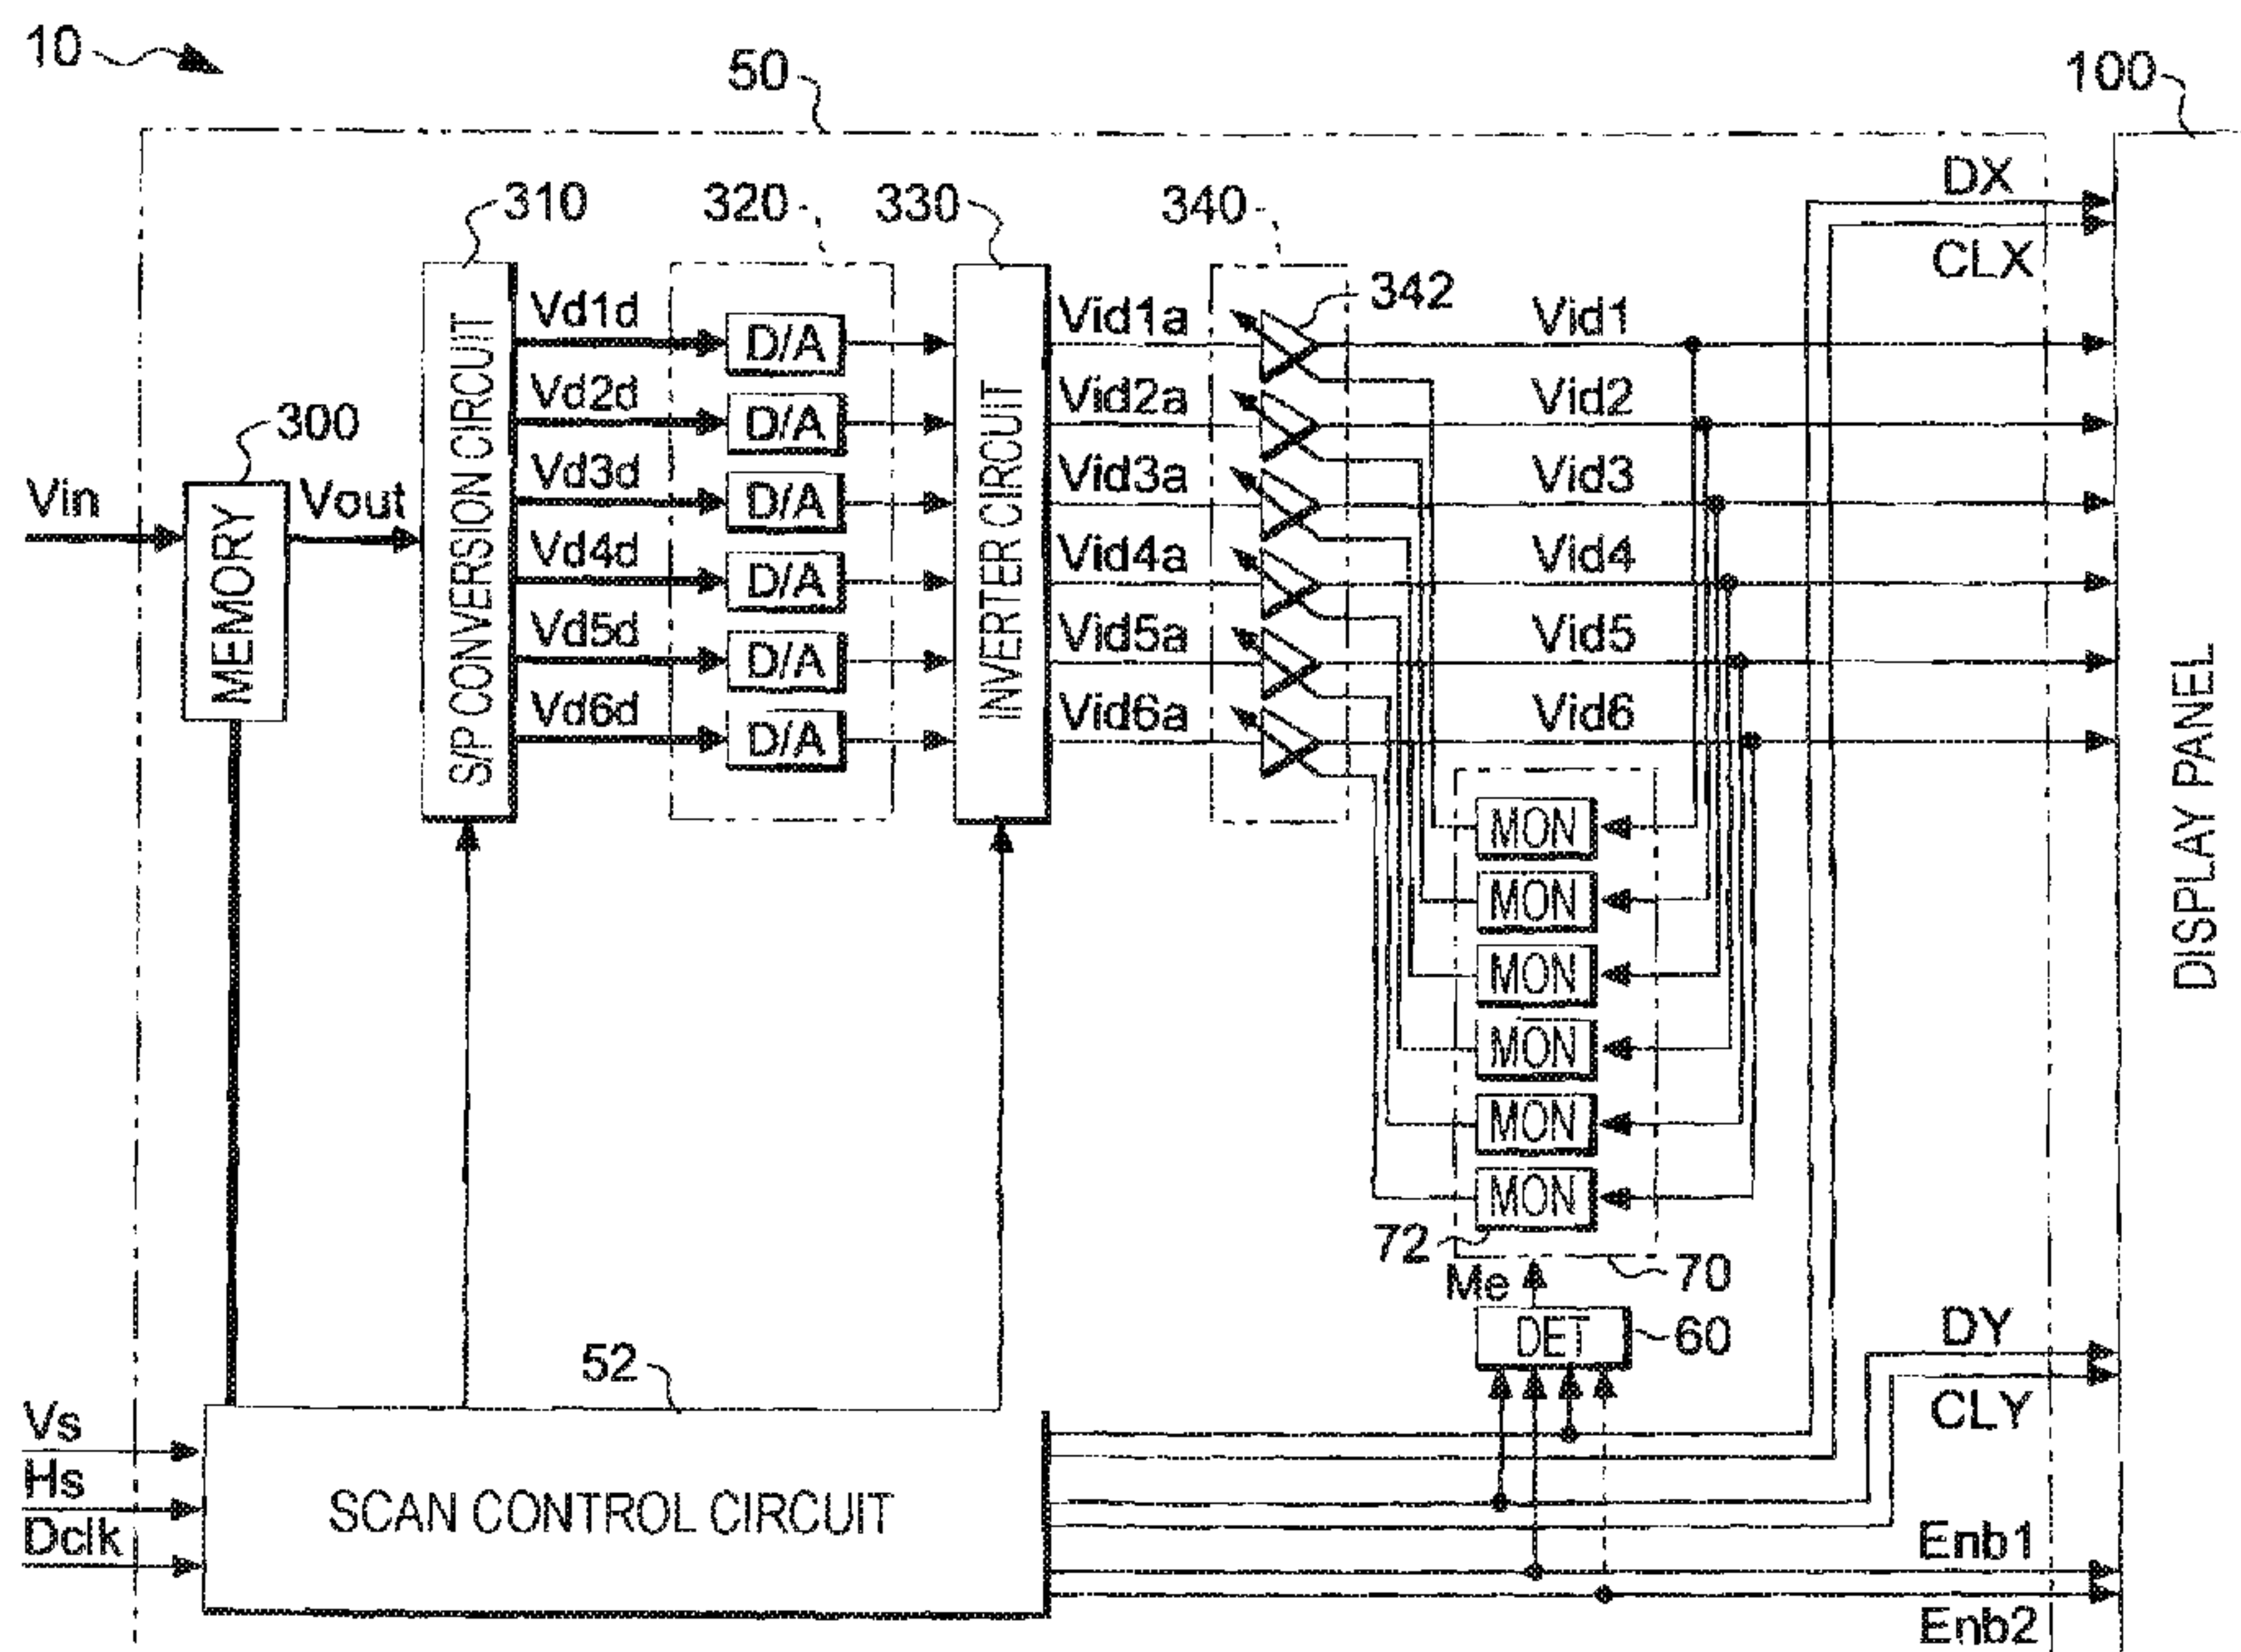 10
50
100
DX
CLX
310
320
330
340
342
S/P CONVERSION CIRCUIT
Vd1d
Vd2d
Vd3d
Vd4d
Vd5d
Vd6d
D/A
D/A
D/A
D/A
D/A
D/A
INVERTER CIRCUIT
Vid1a
Vid2a
Vid3a
Vid4a
Vid5a
Vid6a
Vid1
Vid2
Vid3
Vid4
Vid5
Vid6
300
Vin
MEMORY
Vout
DISPLAY PANEL
MON
MON
MON
MON
MON
MON
72
70
Me
DET
60
DY
CLY
52
Vs
Hs
Dclk
SCAN CONTROL CIRCUIT
Enb1
Enb2